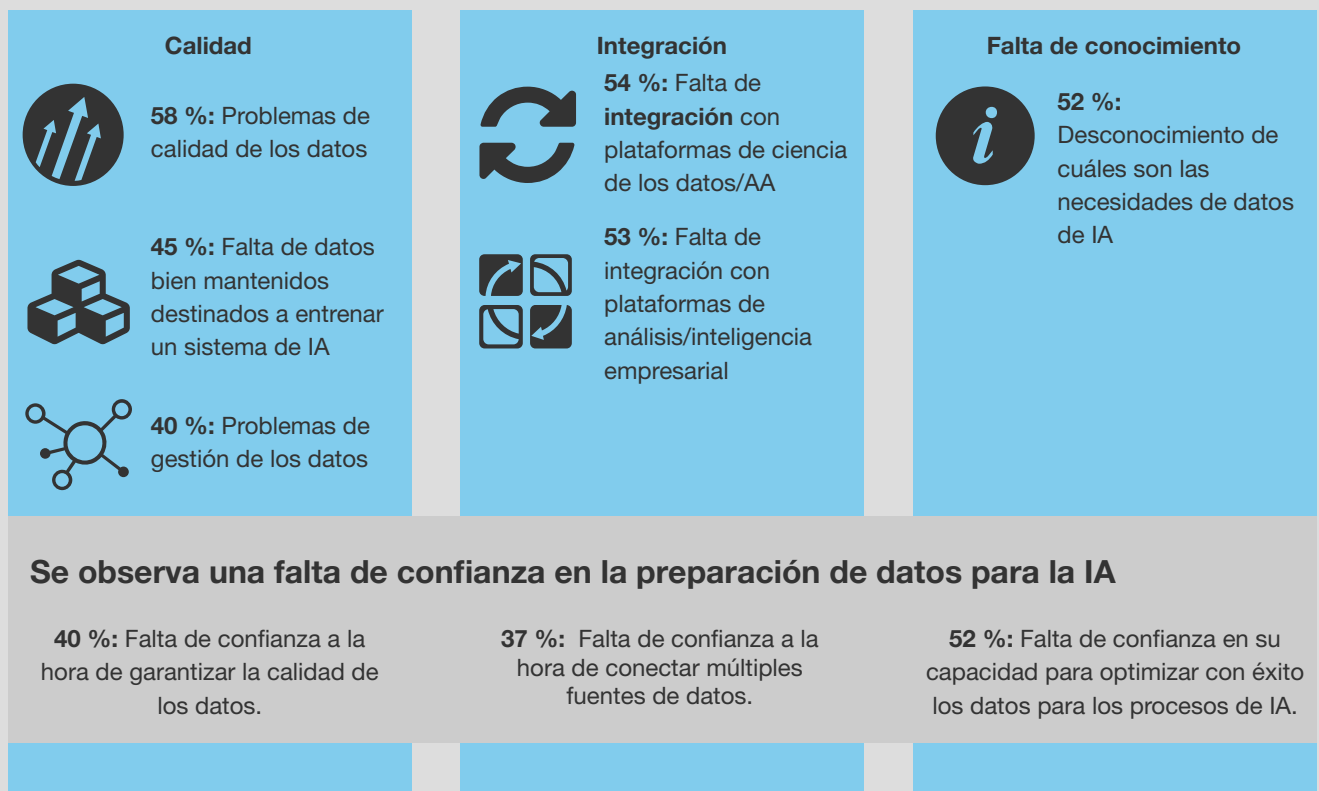 Calidad
58 %: Problemas de
calidad de los datos
45 %: Falta de datos
bien mantenidos
destinados a entrenar
un sistema de IA
40 %: Problemas de
gestión de los datos
Integración
54 %: Falta de
integración con
plataformas de ciencia
de los datos/AA
53 %: Falta de
integración con
plataformas de
análisis/inteligencia
empresarial
Falta de conocimiento
52 %:
Desconocimiento de
cuáles son las
necesidades de datos
de IA
Se observa una falta de confianza en la preparación de datos para la IA
40 %: Falta de confianza a la
hora de garantizar la calidad de
los datos.
37 %: Falta de confianza a la
hora de conectar múltiples
fuentes de datos.
52 %: Falta de confianza en su
capacidad para optimizar con éxito
los datos para los procesos de IA.